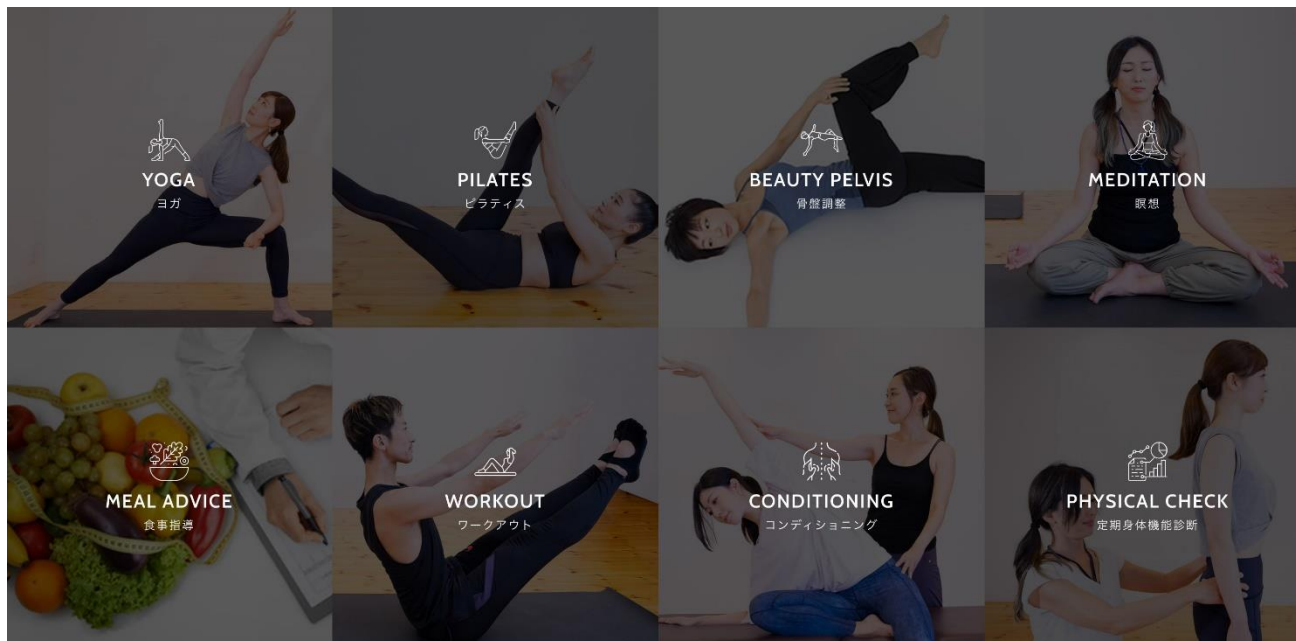 YOGA
ヨガ
PILATES
ピラティス
BEAUTY PELVIS
骨盤調整
MEDITATION
瞑想
MEAL ADVICE
食事指導
WORKOUT
ワークアウト
CONDITIONING
コンディショニング
PHYSICAL CHECK
定期身体機能診断